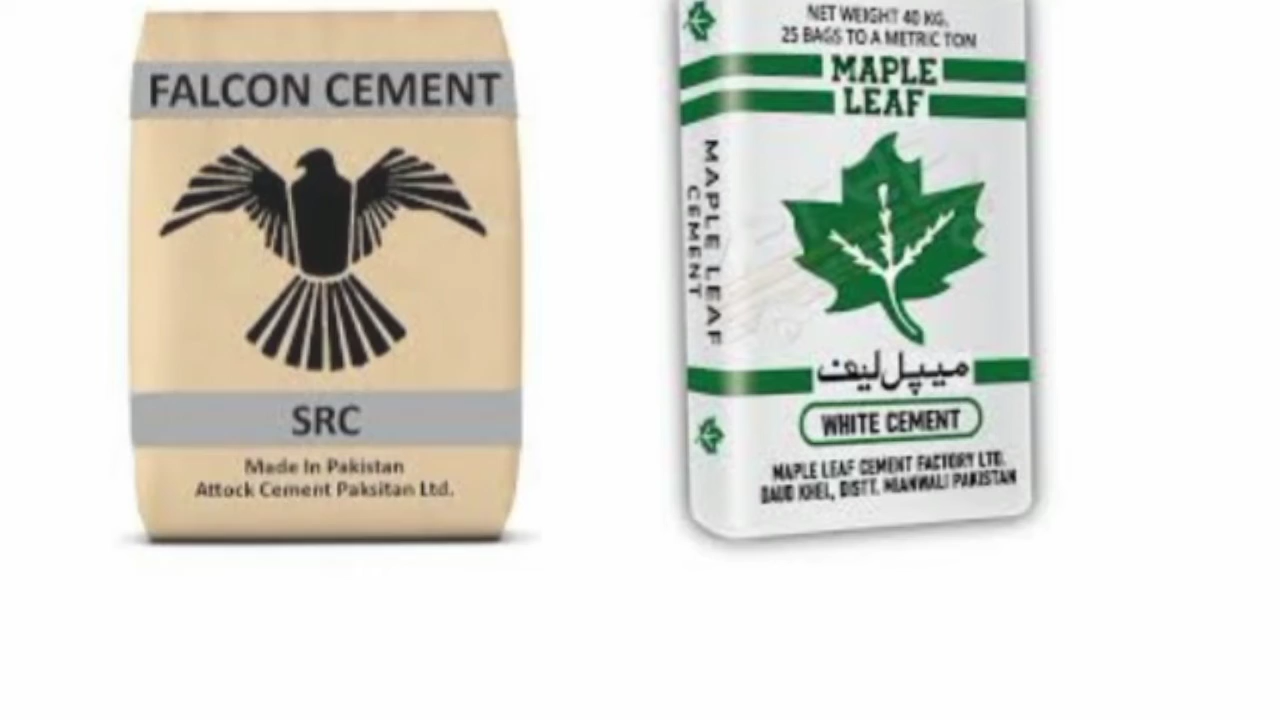 FALCON CEMENT
SRC
Made In Pakistan
Attock Cement Paksitan Ltd.
NET WEIGHT 40 KG.
25 BAGS TO A METRIC TON
MAPLE
LEAF
MAPLE LEAF
CEMENT
میپل لیف
WHITE CEMENT
MAPLE LEAF CEMENT FACTORY LTD.
DAUD KHEL, DISTT. MIANWALI PAKISTAN